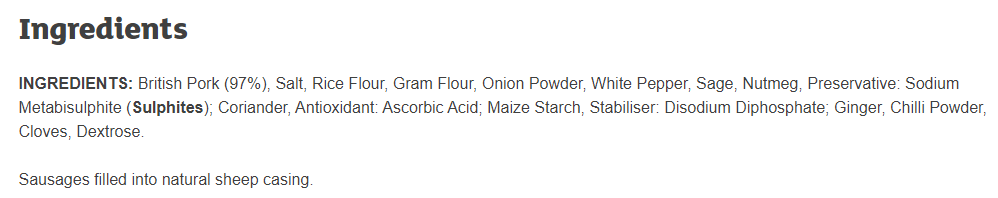 Ingredients
INGREDIENTS: British Pork (97%), Salt, Rice Flour, Gram Flour, Onion Powder, White Pepper, Sage, Nutmeg, Preservative: Sodium
Metabisulphite (Sulphites); Coriander, Antioxidant: Ascorbic Acid; Maize Starch, Stabiliser: Disodium Diphosphate; Ginger, Chilli Powder,
Cloves, Dextrose.
Sausages filled into natural sheep casing.